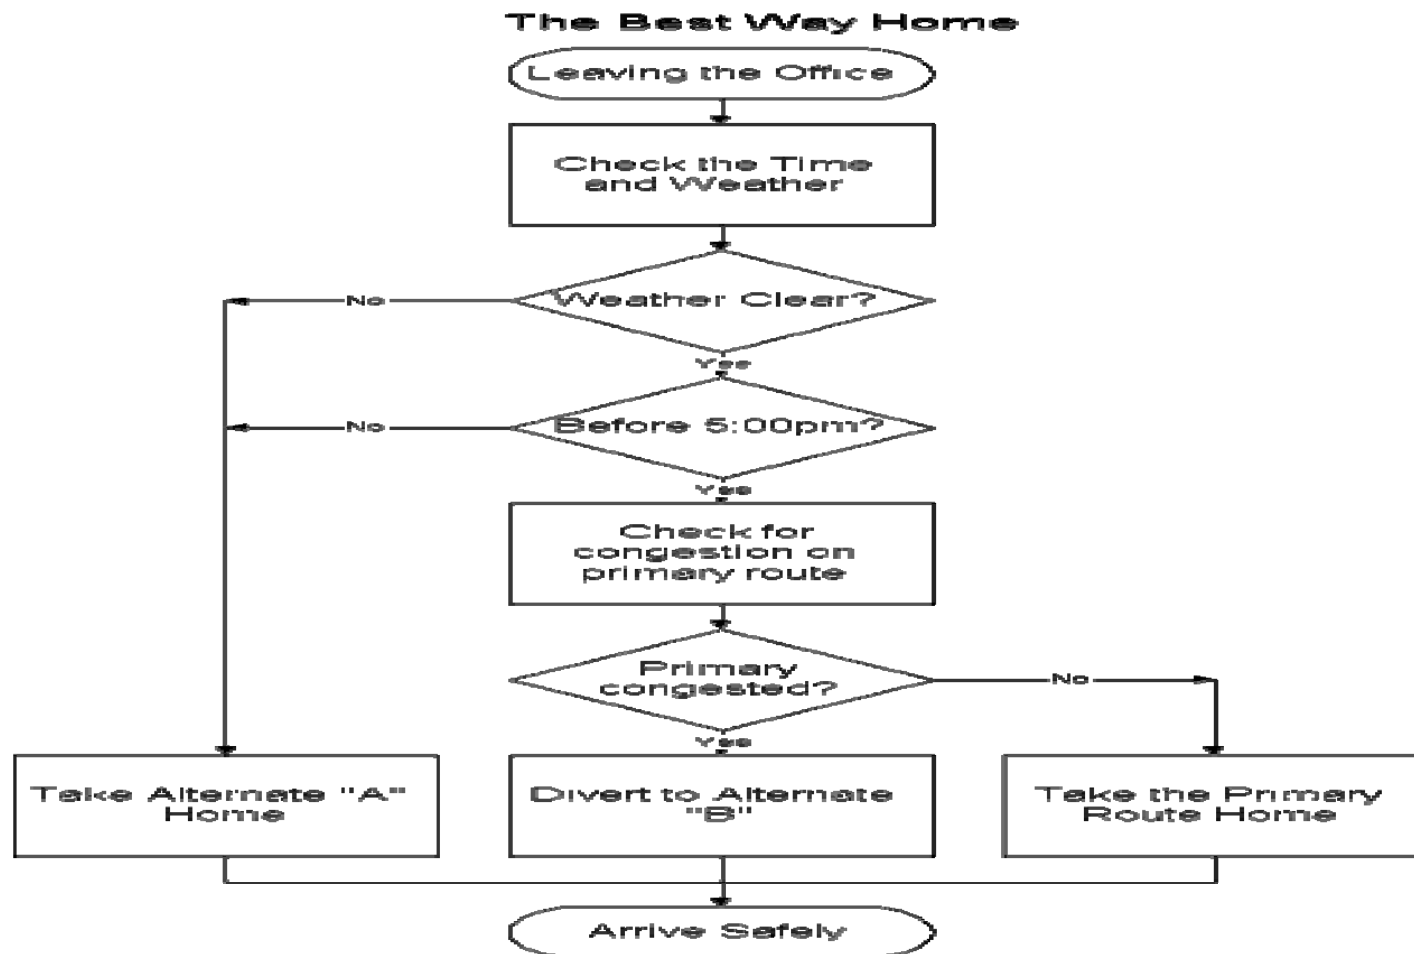 The Best Way Home
Leaving the Office
Check the Time
and Weather
Weather Clear?
No
Yes
Before 5:00pm?
No
Yes
Check for
congestion on
primary route
Primary
congested?
No
Yes
Take Alternate "A"
Home
Divert to Alternate
"B"
Take the Primary
Route Home
Arrive Safely